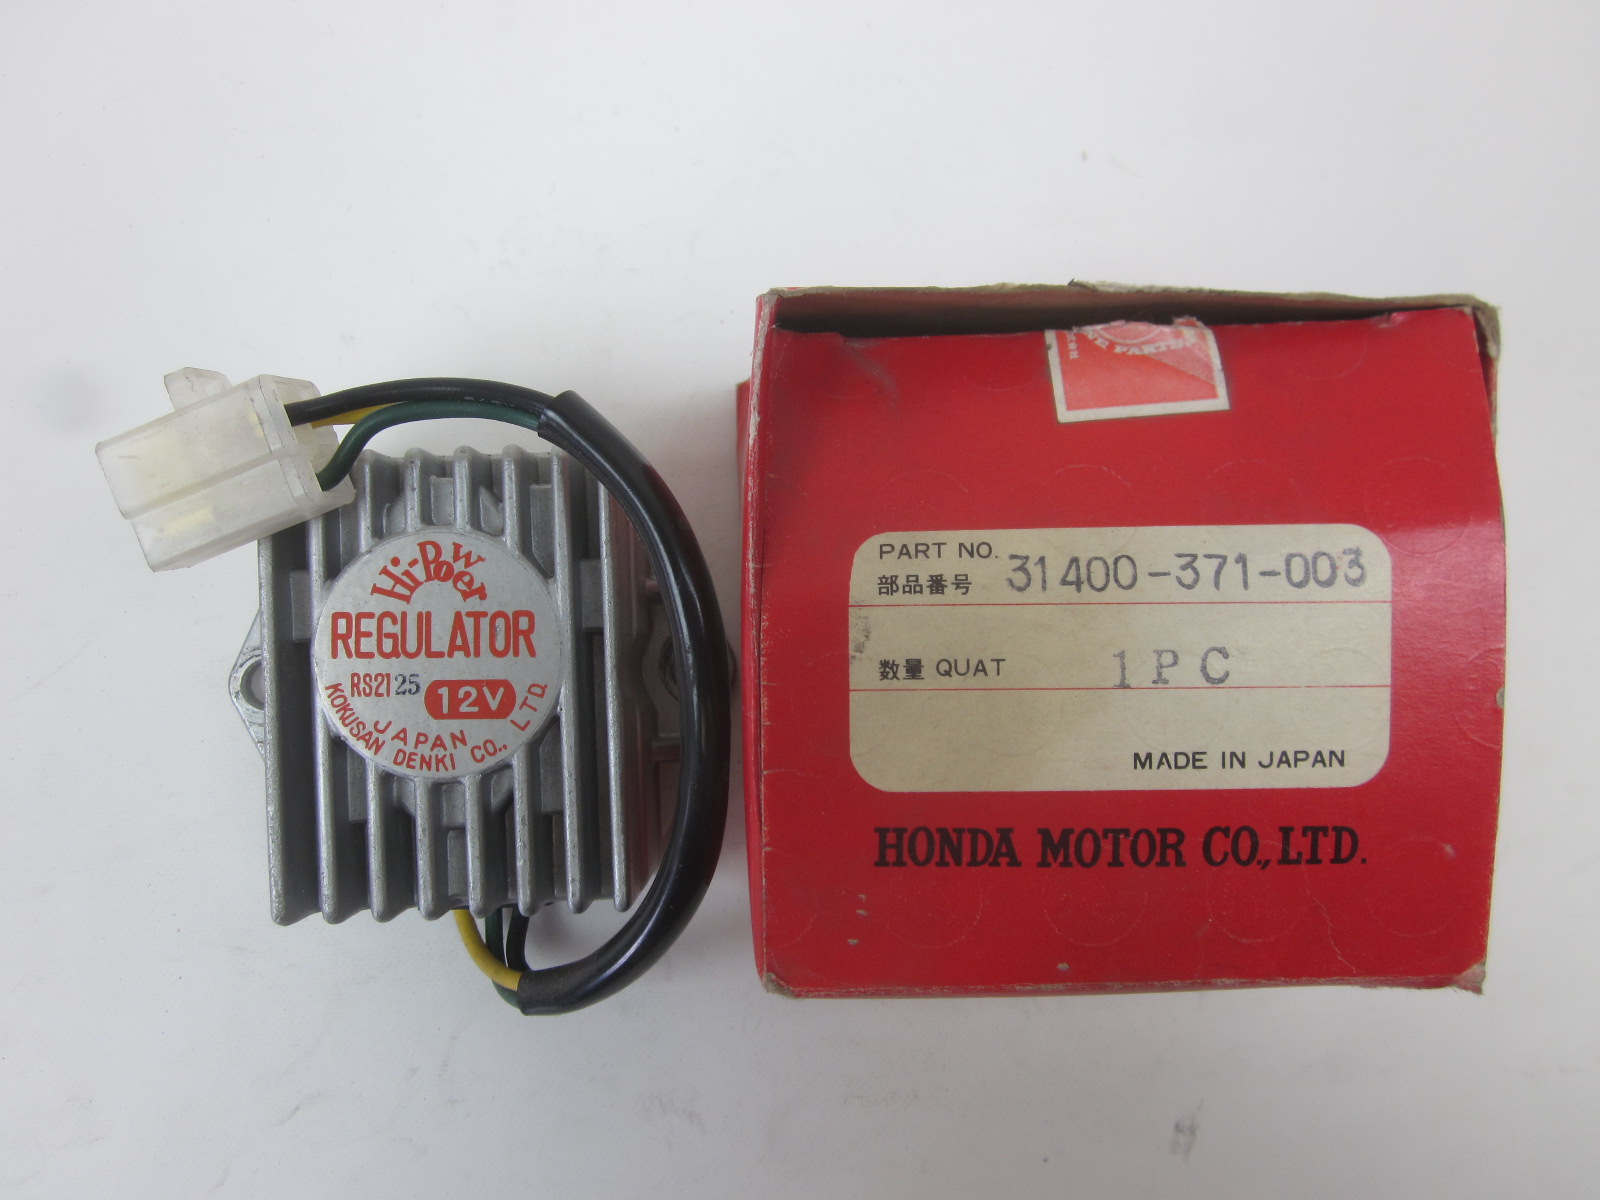 Hi-Power
REGULATOR
RS2125
12V
JAPAN
KOKUSAN DENKI CO., LTD
PARTS
PART NO. 31400-371-003
部品番号
数量 QUAT 1PC
MADE IN JAPAN
HONDA MOTOR CO., LTD.